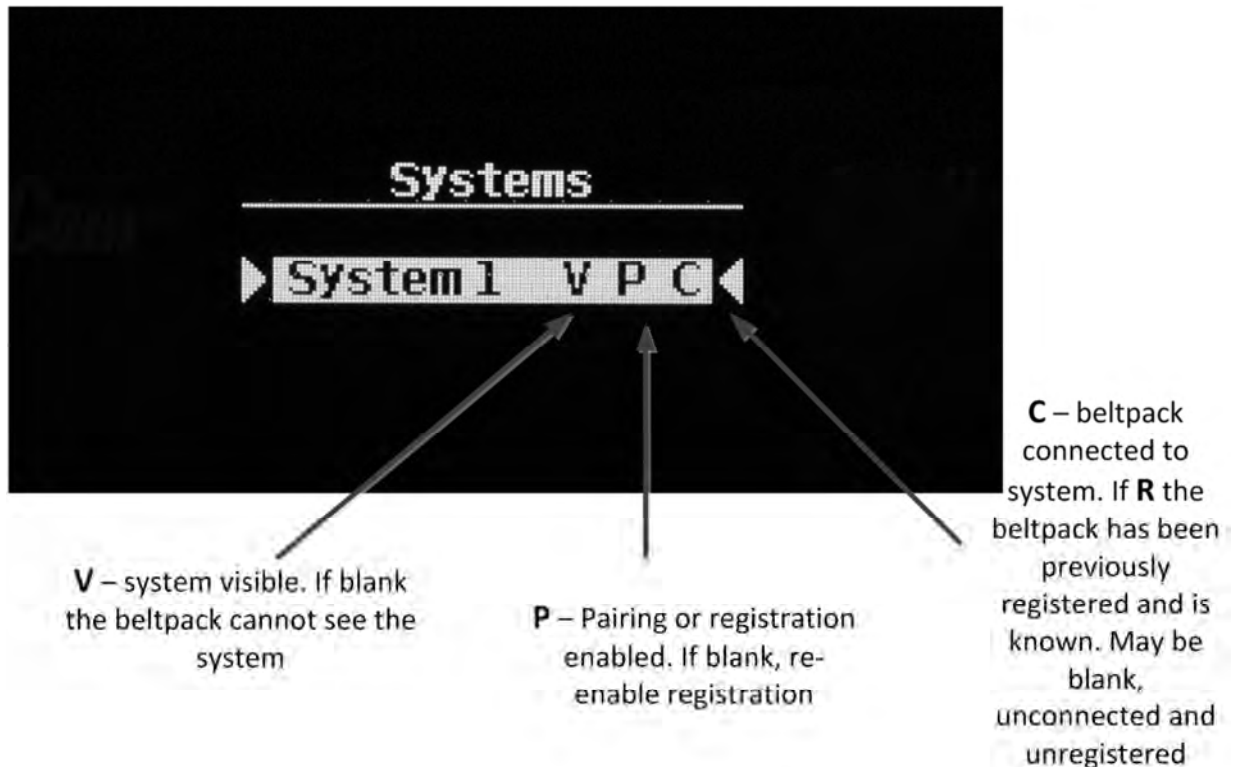 Systems
System 1 V P C
V – system visible. If blank
the beltpack cannot see the
system
P – Pairing or registration
enabled. If blank, re-
enable registration
C – beltpack
connected to
system. If R the
beltpack has been
previously
registered and is
known. May be
blank,
unconnected and
unregistered